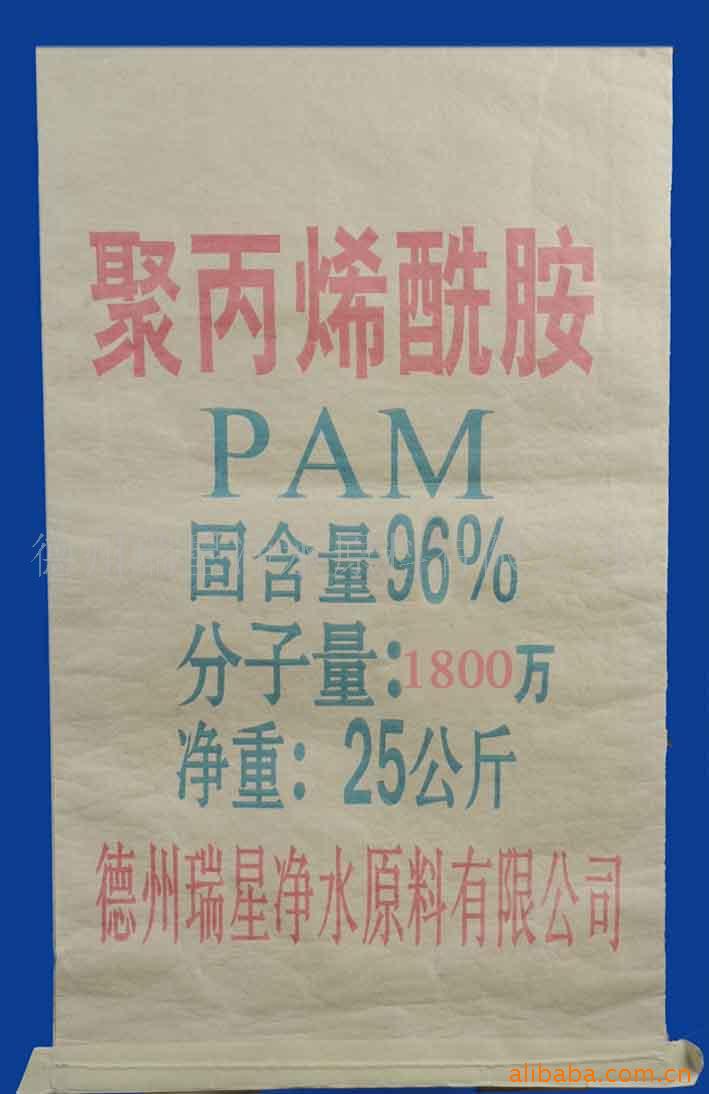 聚丙烯酰胺
PAM
固含量96%
分子量:1800万
净重：25公斤
德州瑞星净水原料有限公司
alibaba.com.cn